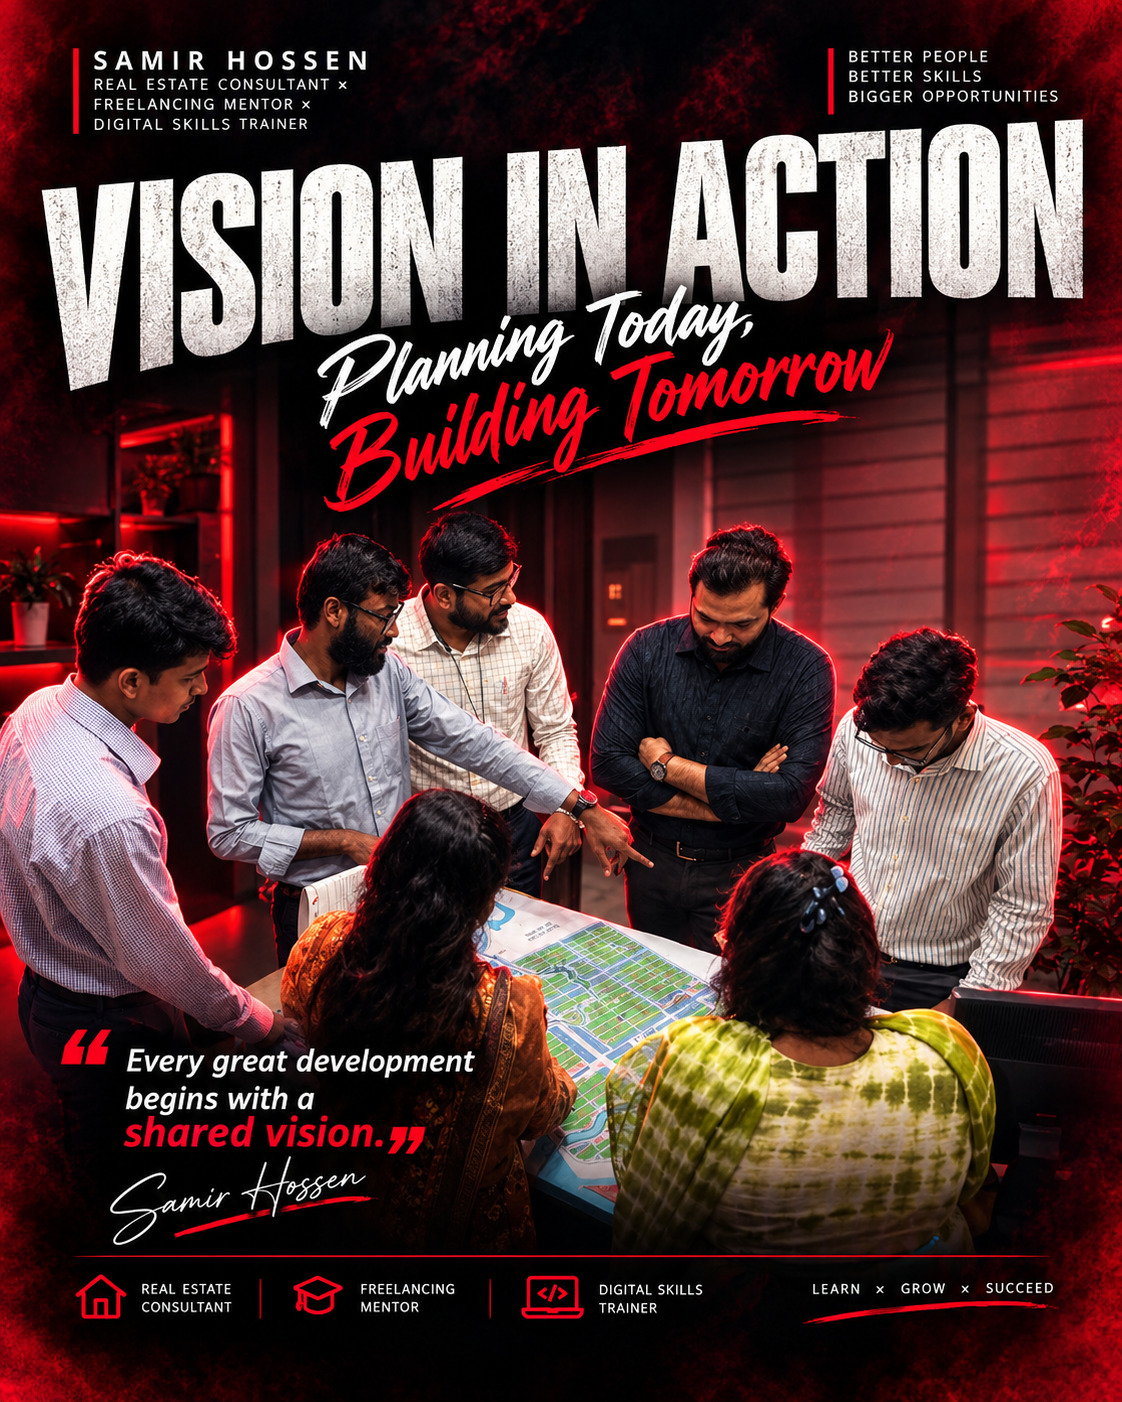 SAMIR HOSSEN
REAL ESTATE CONSULTANT ×
FREELANCING MENTOR ×
DIGITAL SKILLS TRAINER
BETTER PEOPLE
BETTER SKILLS
BIGGER OPPORTUNITIES
VISION IN ACTION
Planning Today,
Building Tomorrow
“Every great development
begins with a
shared vision.”
Samir Hossen
REAL ESTATE
CONSULTANT
FREELANCING
MENTOR
</>
DIGITAL SKILLS
TRAINER
LEARN × GROW × SUCCEED